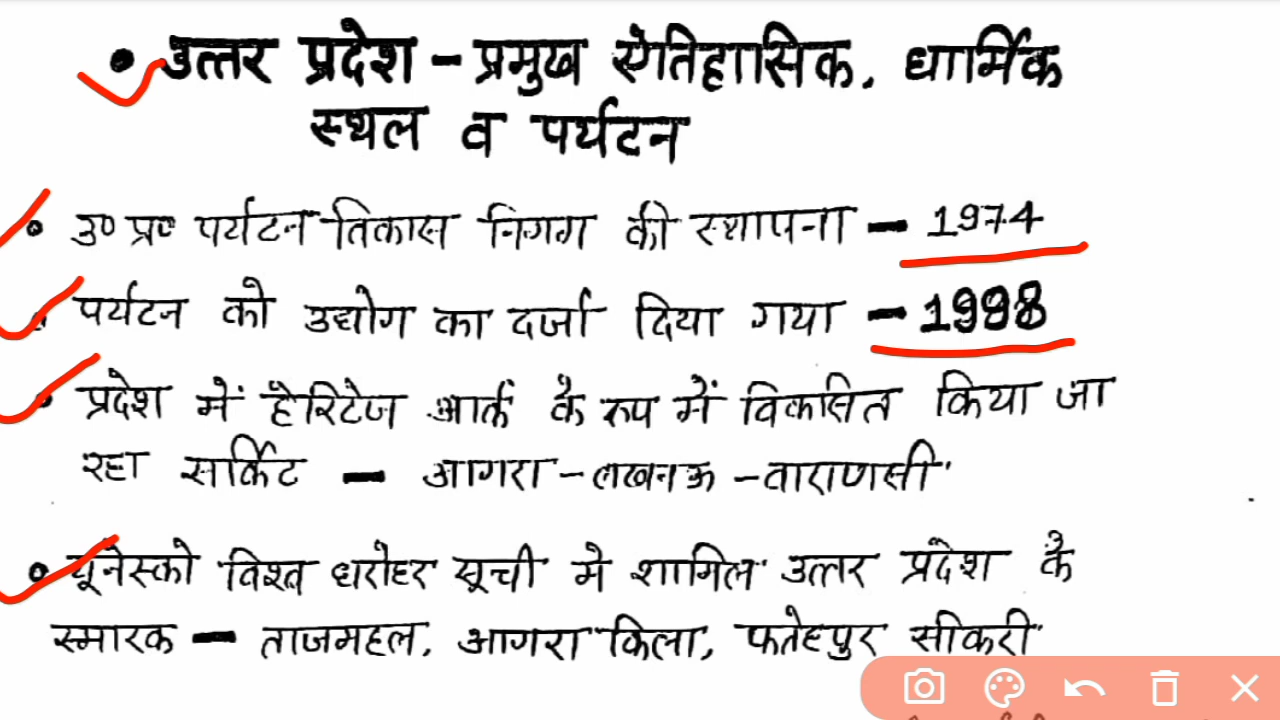 • उत्तर प्रदेश - प्रमुख ऐतिहासिक, धार्मिक
स्थल व पर्यटन
• उ० प्र० पर्यटन विकास निगम की स्थापना - 1974
• पर्यटन को उद्योग का दर्जा दिया गया - 1998
• प्रदेश में हेरिटेज आर्क के रूप में विकसित किया जा
रहा सर्किट - आगरा - लखनऊ - वाराणसी
• यूनेस्को विश्व धरोहर सूची मे शामिल उत्तर प्रदेश के
स्मारक - ताजमहल, आगरा किला, फतेहपुर सीकरी